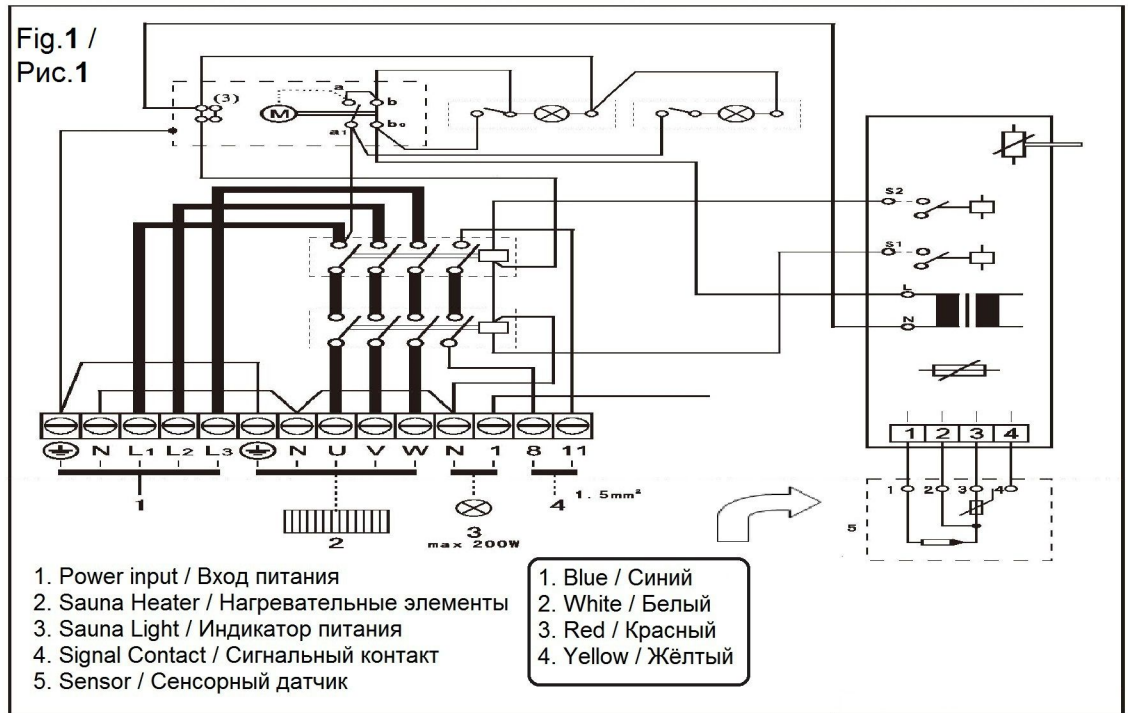 Fig.1 /
Рис.1
(3)
M
a
b
a1
b0
S2
S1
L
N
N L1 L2 L3 N U V W N 1 8 11
1
2
3
max 200W
4
1.5mm²
1 2 3 4
1 2 3 4
5
1. Power input / Вход питания
2. Sauna Heater / Нагревательные элементы
3. Sauna Light / Индикатор питания
4. Signal Contact / Сигнальный контакт
5. Sensor / Сенсорный датчик
1. Blue / Синий
2. White / Белый
3. Red / Красный
4. Yellow / Жёлтый